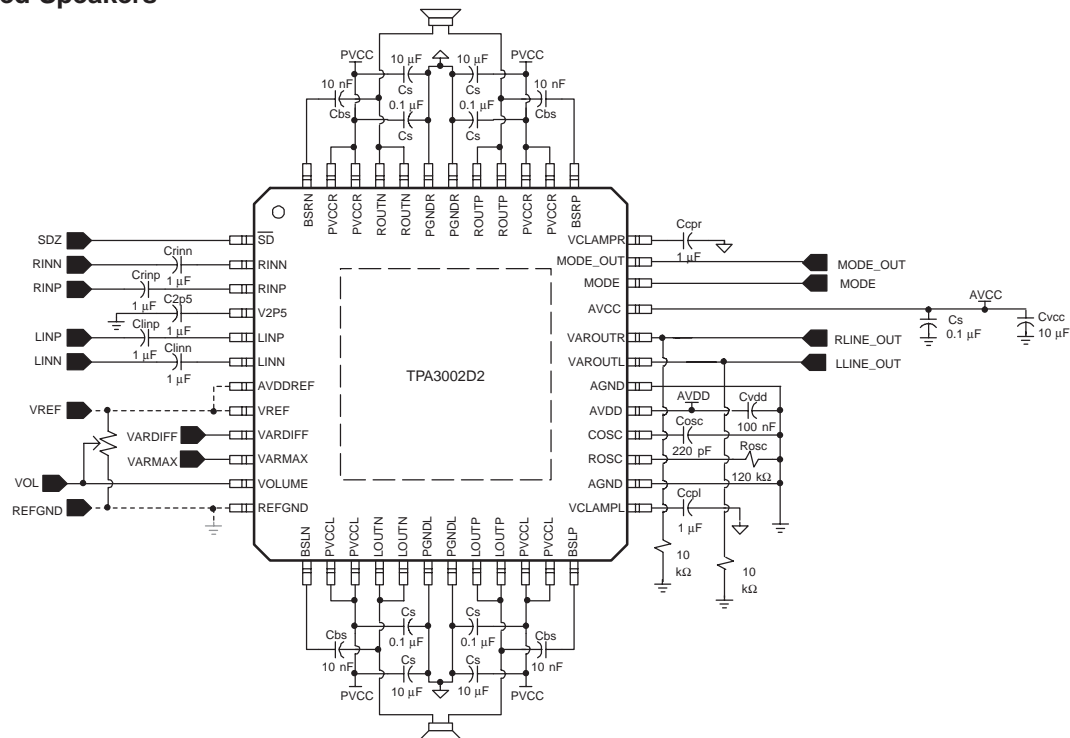 ed Speakers
PVCC 10 µF 10 µF PVCC
10 nF Cs Cs 10 nF
0.1 µF 0.1 µF
Cbs Cs Cs Cbs
BSRN PVCCR PVCCR ROUTN ROUTN PGNDR PGNDR ROUTP ROUTP PVCCR PVCCR BSRP
SDZ SD VCLAMPR Ccpr 1 µF
RINN Crinn 1 µF RINN MODE_OUT MODE_OUT
RINP Crinp 1 µF RINP MODE MODE
C2p5 1 µF V2P5 AVCC AVCC Cs 0.1 µF Cvcc 10 µF
LINP Clinp 1 µF LINP VAROUTR RLINE_OUT
LINN Clinn 1 µF LINN VAROUTL LLINE_OUT
TPA3002D2
AVDDREF AGND
VREF VREF AVDD AVDD Cvdd 100 nF
VARDIFF VARDIFF COSC Cosc 220 pF
VARMAX VARMAX ROSC Rosc 120 kΩ
VOL VOLUME AGND
REFGND REFGND VCLAMPL Ccpl 1 µF
BSLN PVCCL PVCCL LOUTN LOUTN PGNDL PGNDL LOUTP LOUTP PVCCL PVCCL BSLP
10 kΩ
10 kΩ
Cs Cs
Cbs 0.1 µF 0.1 µF Cbs
10 nF Cs Cs 10 nF
PVCC 10 µF 10 µF PVCC